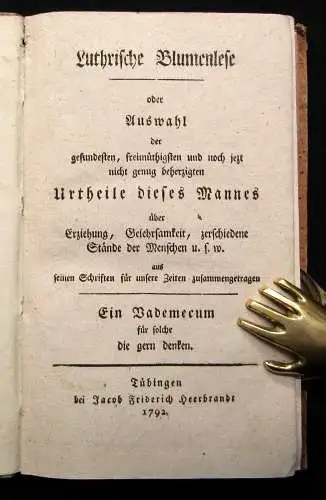 Luthrische Blumenlese
oder
Auswahl
der
gesundesten, freimüthigsten und noch jezt
nicht genug beherzigten
Urtheile dieses Mannes
über
Erziehung, Gelehrsamkeit, zerschiedene
Stände der Menschen u. s. w.
aus
seinen Schriften für unsere Zeiten zusammengetragen
Ein Vademecum
für solche
die gern denken.
Tübingen
bei Jacob Friderich Heerbrandt
1792.